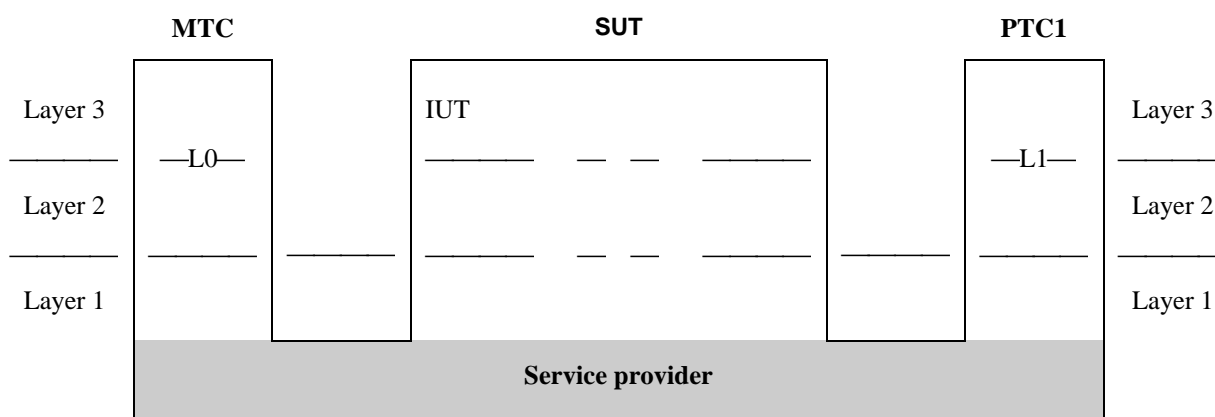 MTC SUT PTC1
Layer 3 IUT Layer 3
L0 L1
Layer 2 Layer 2
Layer 1 Layer 1
Service provider